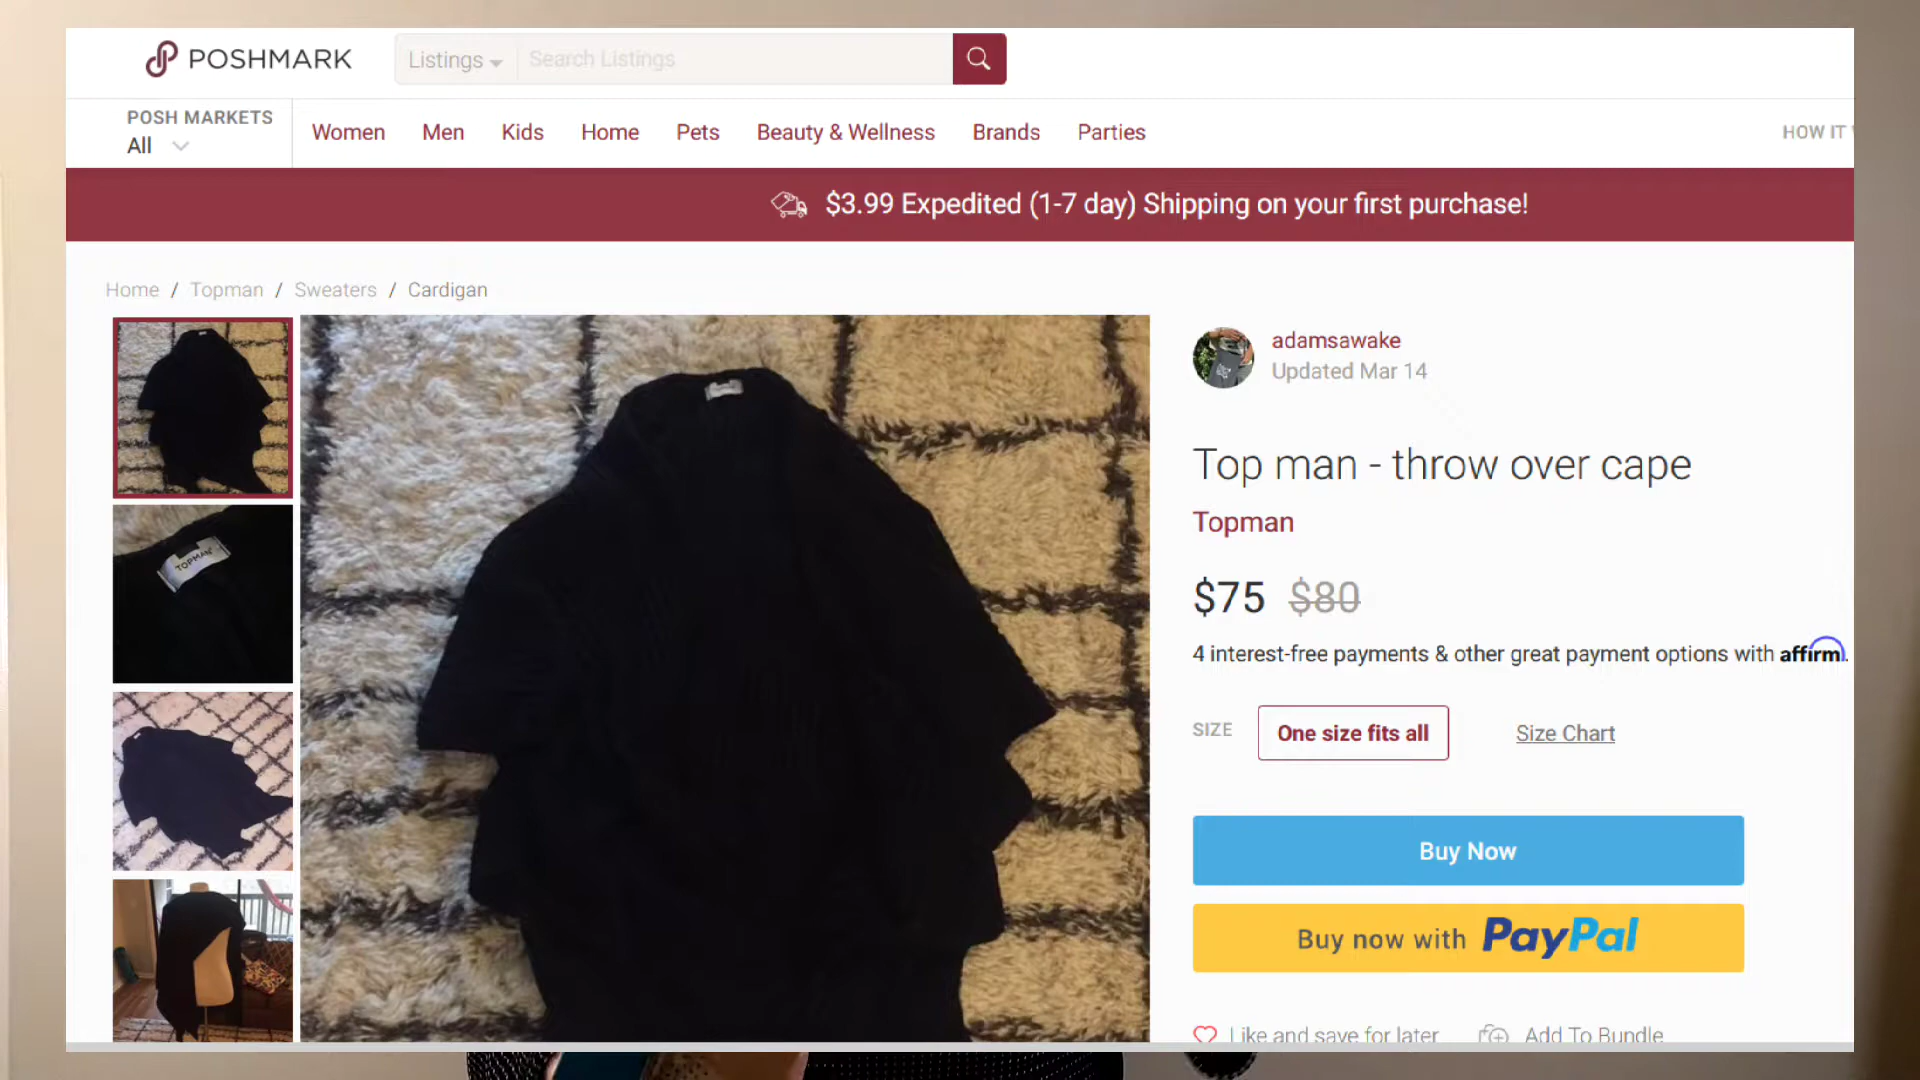 POSHMARK
Listings
Search Listings
POSH MARKETS
All
Women
Men
Kids
Home
Pets
Beauty & Wellness
Brands
Parties
HOW IT
$3.99 Expedited (1-7 day) Shipping on your first purchase!
Home / Topman / Sweaters / Cardigan
TOPMAN
adamsawake
Updated Mar 14
Top man - throw over cape
Topman
$75 $80
4 interest-free payments & other great payment options with affirm.
SIZE
One size fits all
Size Chart
Buy Now
Buy now with PayPal
Like and save for later
Add To Bundle